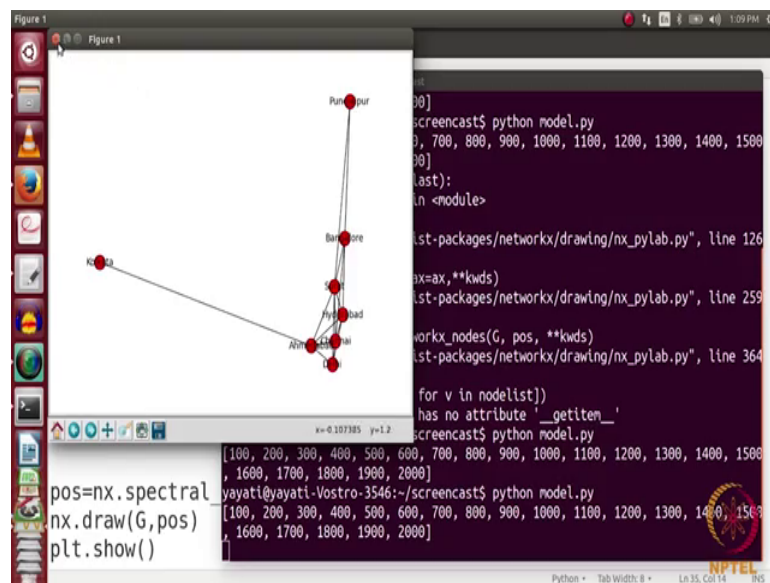 Figure 1
En
1:09 PM
Figure 1
Kolkata
x=-0.107385 y=1.2
00]
screencast$ python model.py
0, 700, 800, 900, 1000, 1100, 1200, 1300, 1400, 1500
00]
last):
in <module>
ist-packages/networkx/drawing/nx_pylab.py", line 126
ax=ax,**kwds)
ist-packages/networkx/drawing/nx_pylab.py", line 259
workx_nodes(G, pos, **kwds)
ist-packages/networkx/drawing/nx_pylab.py", line 364
for v in nodelist])
has no attribute '__getitem__'
screencast$ python model.py
[100, 200, 300, 400, 500, 600, 700, 800, 900, 1000, 1100, 1200, 1300, 1400, 1500
, 1600, 1700, 1800, 1900, 2000]
yayati@yayati-Vostro-3546:~/screencast$ python model.py
[100, 200, 300, 400, 500, 600, 700, 800, 900, 1000, 1100, 1200, 1300, 1400, 1500
, 1600, 1700, 1800, 1900, 2000]
pos=nx.spectral_
nx.draw(G,pos)
plt.show()
NPTEL
Python Tab Width: 8 Ln 35, Col 14 INS